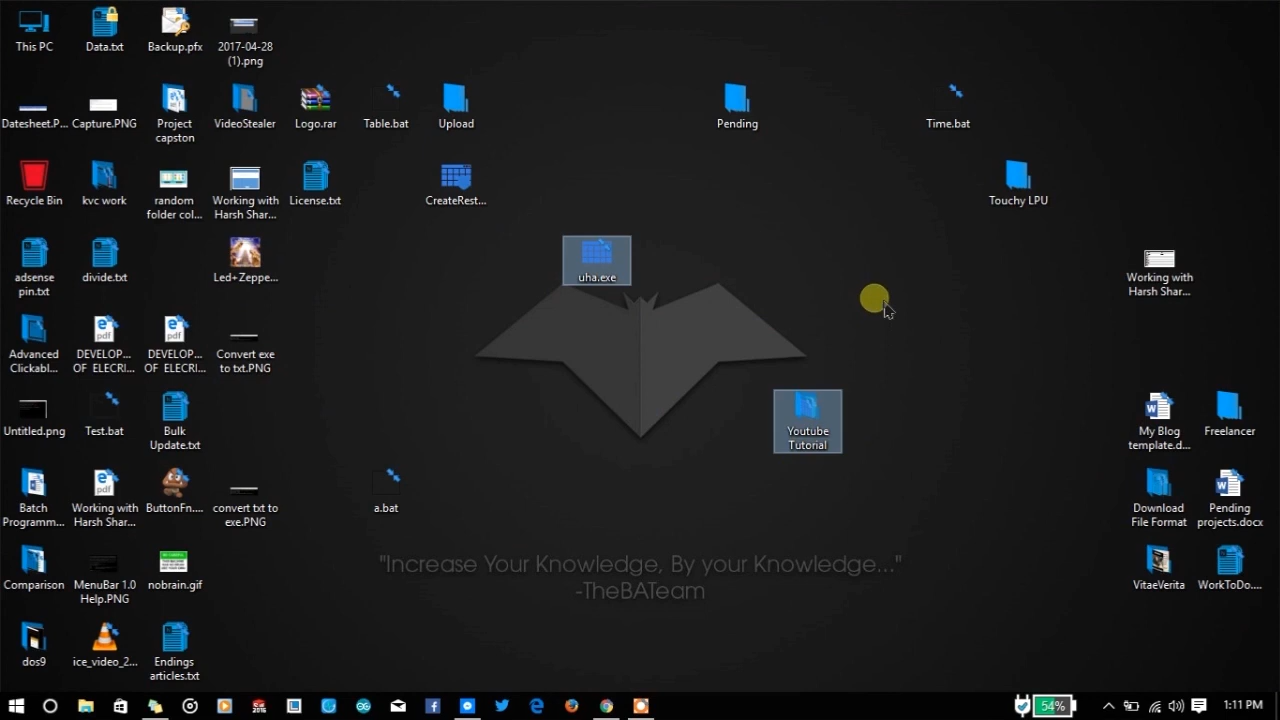 This PC
Data.txt
Backup.pfx
2017-04-28
(1).png
Datesheet.P...
Capture.PNG
Project
capston
VideoStealer
Logo.rar
Table.bat
Upload
Pending
Time.bat
Recycle Bin
kvc work
random
folder col...
Working with
Harsh Shar...
License.txt
CreateRest...
Touchy LPU
adsense
pin.txt
divide.txt
Led+Zeppe...
uha.exe
Working with
Harsh Shar...
Advanced
Clickabl...
DEVELOP...
OF ELECRI...
DEVELOP...
OF ELECRI...
Convert exe
to txt.PNG
Untitled.png
Test.bat
Bulk
Update.txt
Youtube
Tutorial
My Blog
template.d...
Freelancer
Batch
Programm...
Working with
Harsh Shar...
ButtonFn....
convert txt to
exe.PNG
a.bat
Download
File Format
Pending
projects.docx
Comparison
MenuBar 1.0
Help.PNG
nobrain.gif
"Increase Your Knowledge, By your Knowledge..."
-TheBATeam
VitaeVerita
WorkToDo....
dos9
ice_video_2...
Endings
articles.txt
54%
1:11 PM